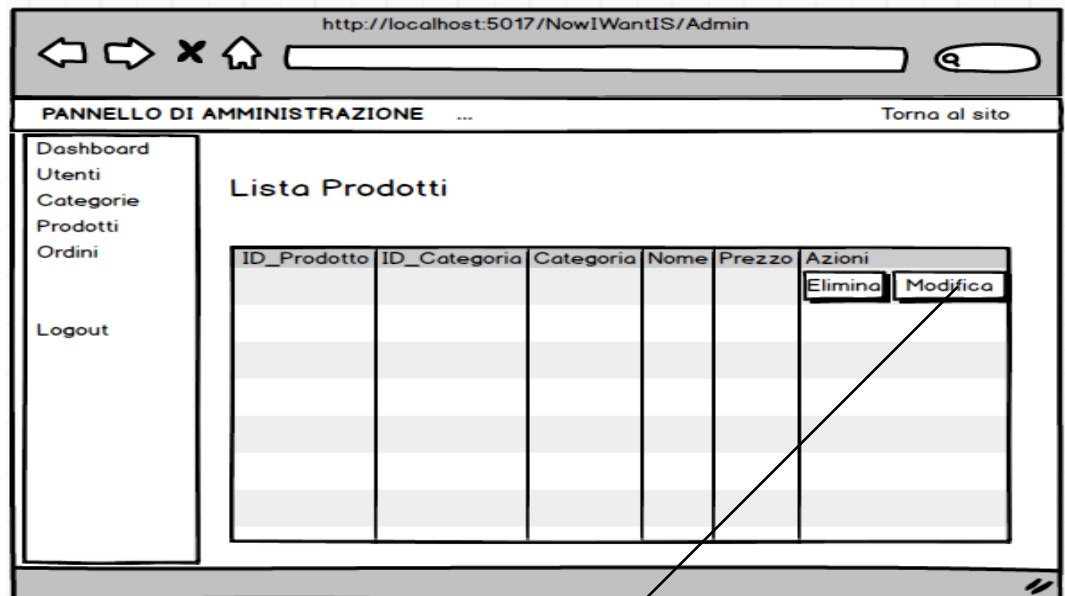 http://localhost:5017/NowIWantIS/Admin
PANNELLO DI AMMINISTRAZIONE ... Torna al sito
Dashboard
Utenti
Categorie
Prodotti
Ordini
Logout
Lista Prodotti
ID_Prodotto ID_Categoria Categoria Nome Prezzo Azioni
Elimina Modifica